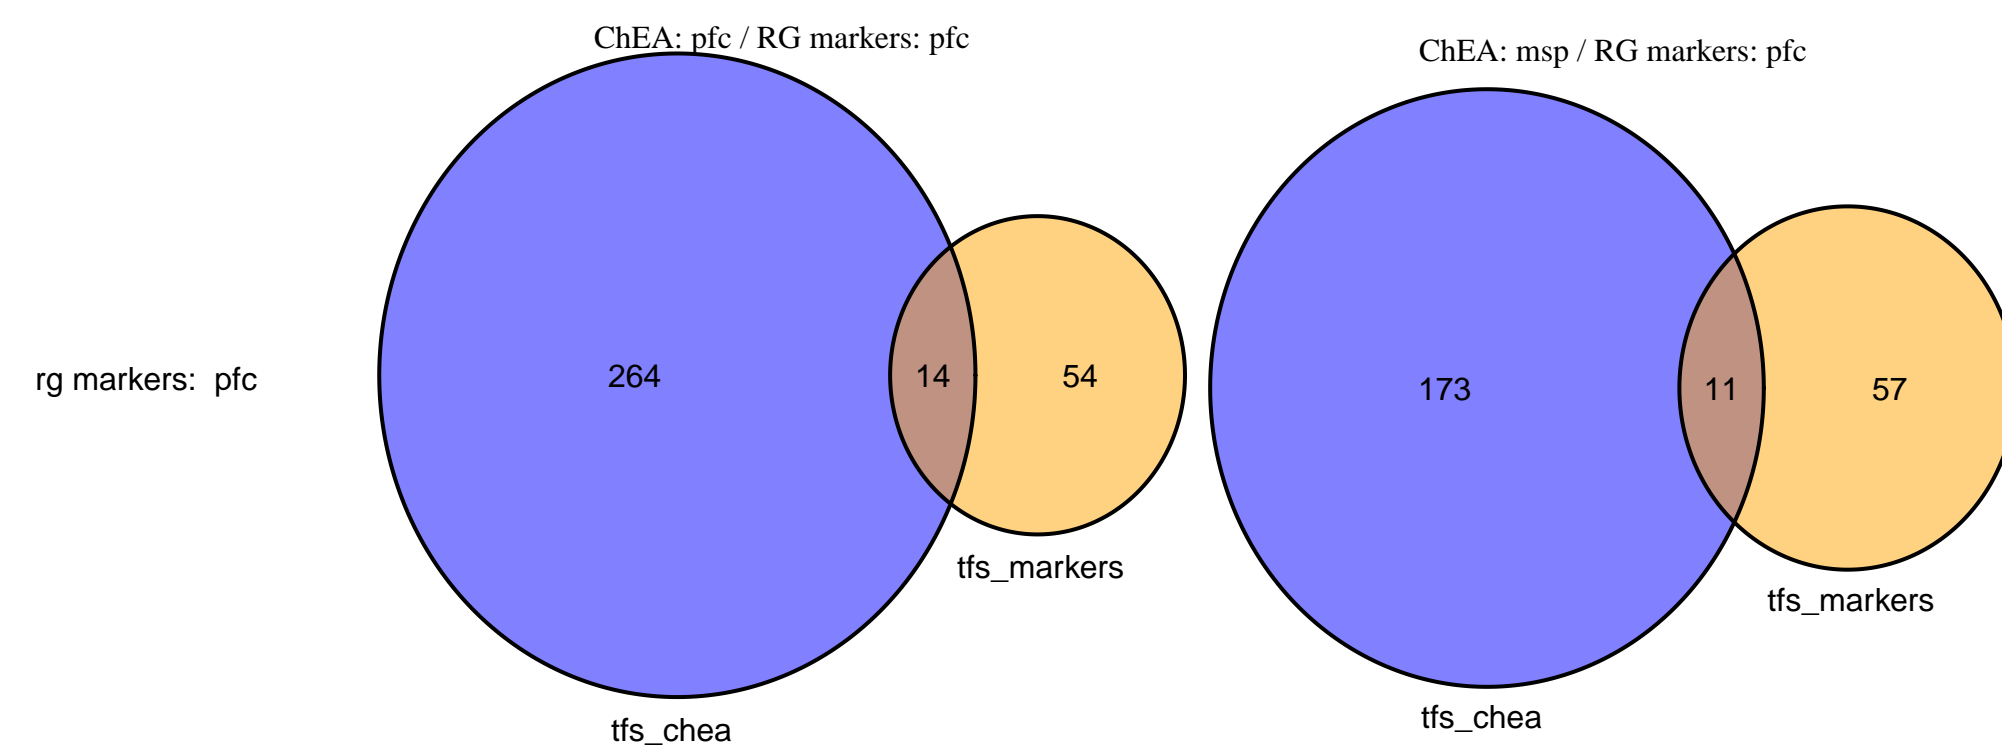 ChEA: pfc / RG markers: pfc
ChEA: msp / RG markers: pfc
rg markers:  pfc
264
14
54
173
11
57
tfs_markers
tfs_markers
tfs_chea
tfs_chea